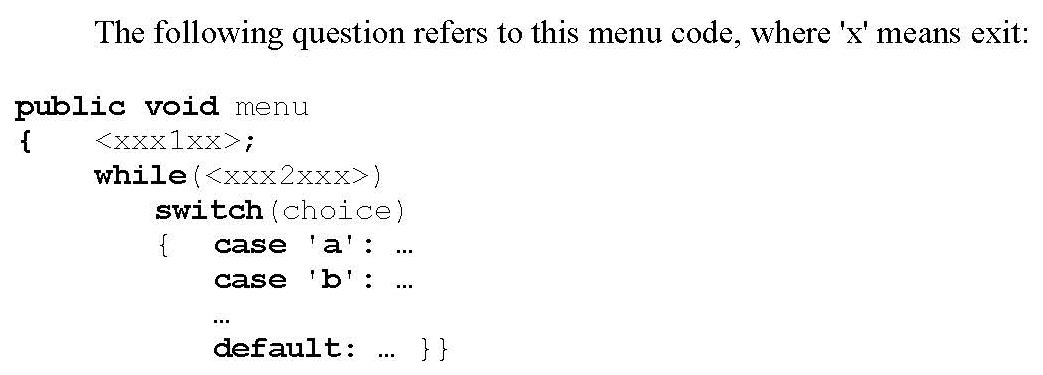 The following question refers to this menu code, where 'x' means exit:
public void menu
{ <xxx1xx>;
while(<xxx2xxx>)
switch(choice)
{ case 'a': …
case 'b': …
…
default: … }}